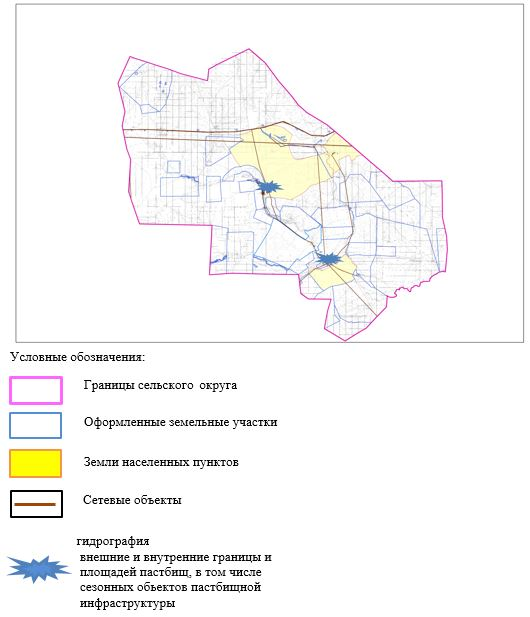 Условные обозначения:
Границы сельского округа
Оформленные земельные участки
Земли населенных пунктов
Сетевые объекты
гидрография
внешние и внутренние границы и
площадей пастбищ, в том числе
сезонных объектов пастбищной
инфраструктуры